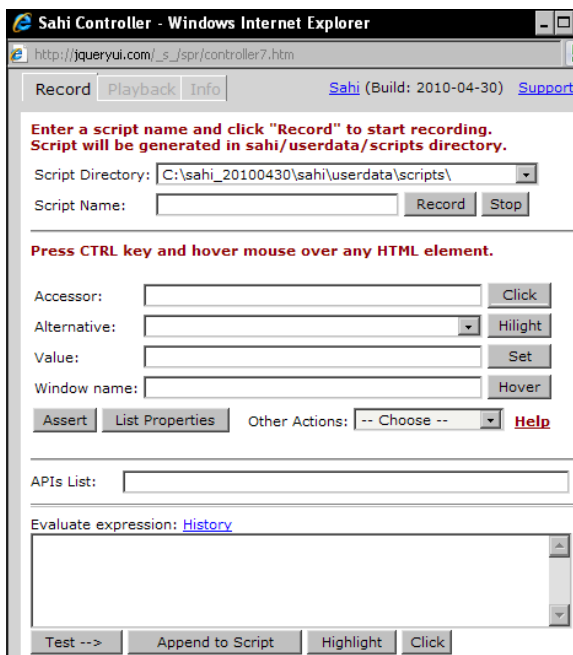 Sahi Controller - Windows Internet Explorer
http://jqueryui.com/_s_/spr/controller7.htm
Record Playback Info Sahi (Build: 2010-04-30) Support
Enter a script name and click "Record" to start recording.
Script will be generated in sahi/userdata/scripts directory.
Script Directory: C:\sahi_20100430\sahi\userdata\scripts\
Script Name: Record Stop
Press CTRL key and hover mouse over any HTML element.
Accessor: Click
Alternative: Hilight
Value: Set
Window name: Hover
Assert List Properties Other Actions: -- Choose -- Help
APIs List:
Evaluate expression: History
Test --> Append to Script Highlight Click